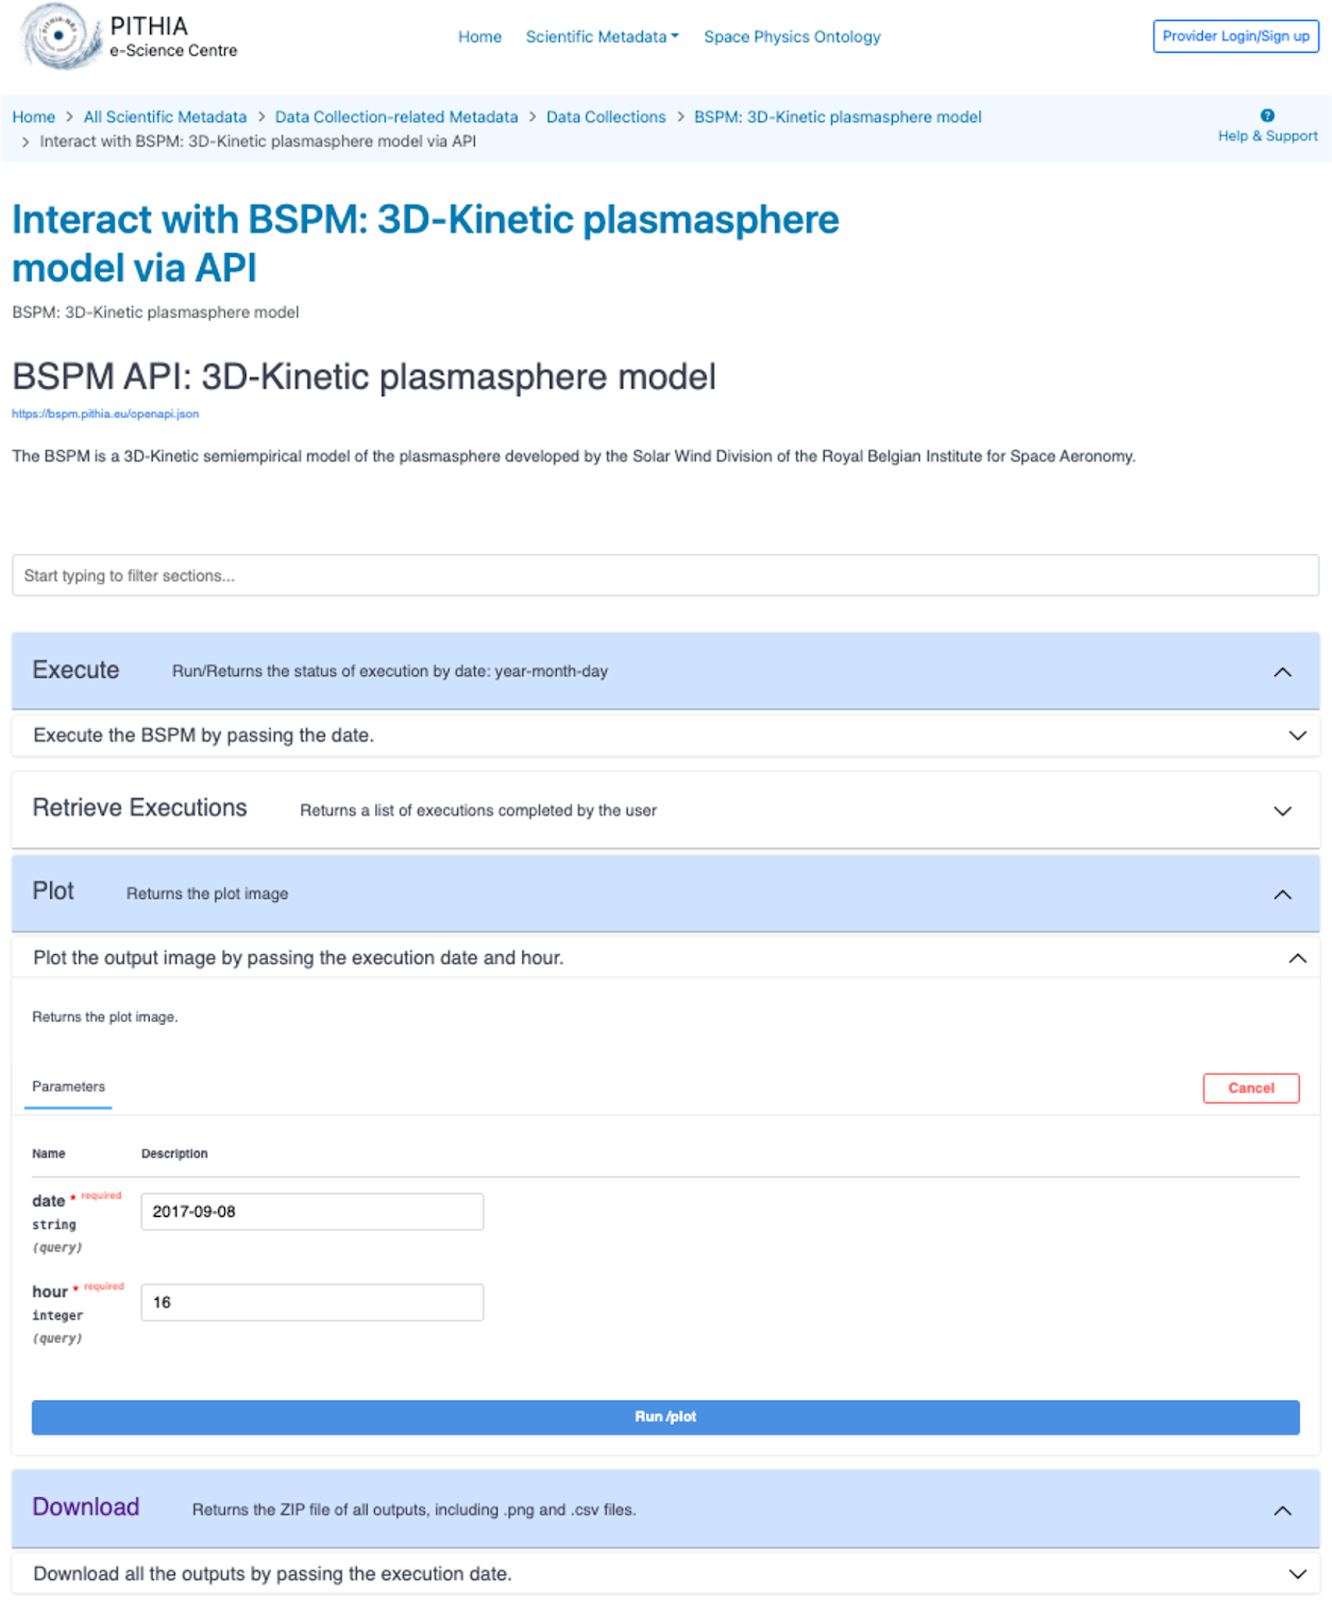 PITHIA-NRF
PITHIA
e-Science Centre
Home Scientific Metadata Space Physics Ontology
Provider Login/Sign up
Home > All Scientific Metadata > Data Collection-related Metadata > Data Collections > BSPM: 3D-Kinetic plasmasphere model
> Interact with BSPM: 3D-Kinetic plasmasphere model via API
?
Help & Support
Interact with BSPM: 3D-Kinetic plasmasphere
model via API
BSPM: 3D-Kinetic plasmasphere model
BSPM API: 3D-Kinetic plasmasphere model
https://bspm.pithia.eu/openapi.json
The BSPM is a 3D-Kinetic semiempirical model of the plasmasphere developed by the Solar Wind Division of the Royal Belgian Institute for Space Aeronomy.
Start typing to filter sections...
Execute Run/Returns the status of execution by date: year-month-day
Execute the BSPM by passing the date.
Retrieve Executions Returns a list of executions completed by the user
Plot Returns the plot image
Plot the output image by passing the execution date and hour.
Returns the plot image.
Parameters
Cancel
Name Description
date * required
2017-09-08
string
(query)
hour * required
16
integer
(query)
Run /plot
Download Returns the ZIP file of all outputs, including .png and .csv files.
Download all the outputs by passing the execution date.